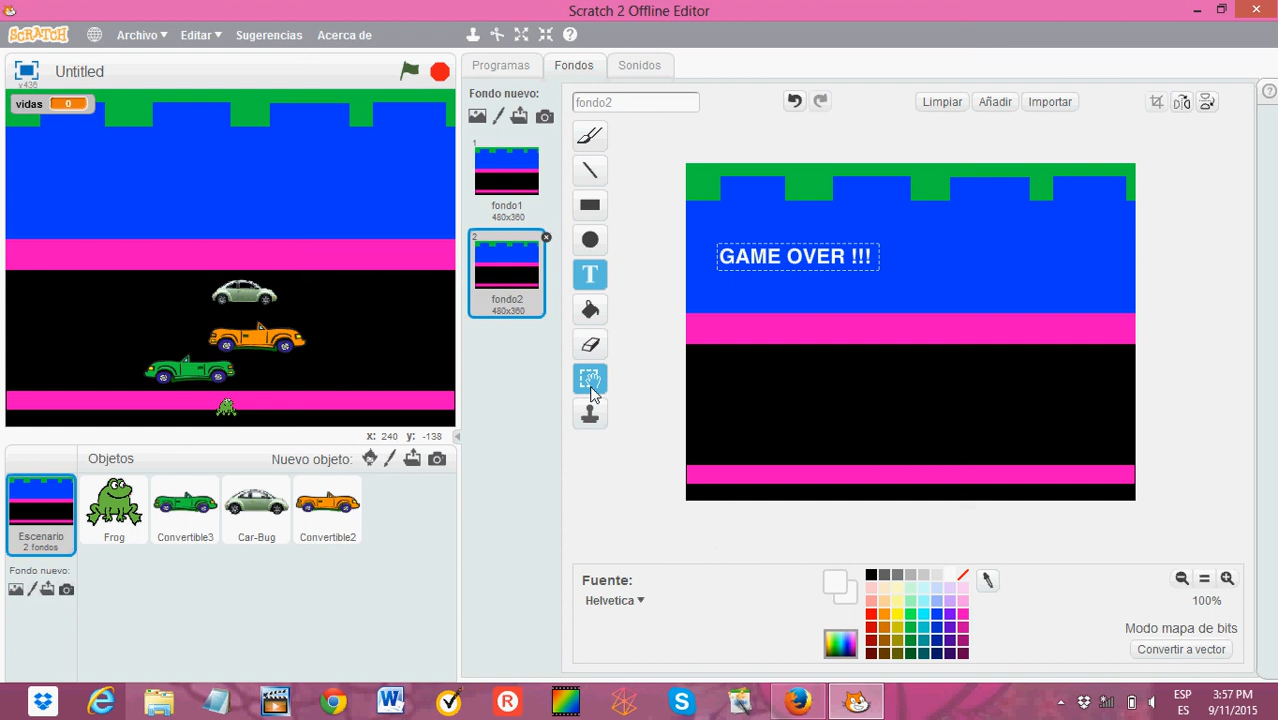 Scratch 2 Offline Editor
SCRATCH Archivo Editar Sugerencias Acerca de
Untitled
v436
vidas 0
x: 240 y: -138
Objetos Nuevo objeto:
Escenario
2 fondos
Fondo nuevo:
Frog
Convertible3
Car-Bug
Convertible2
Programas Fondos Sonidos
Fondo nuevo:
1
fondo1
480x360
2
fondo2
480x360
fondo2
Limpiar Añadir Importar
T
GAME OVER !!!
Fuente:
Helvetica
100%
Modo mapa de bits
Convertir a vector
ESP
ES
3:57 PM
9/11/2015